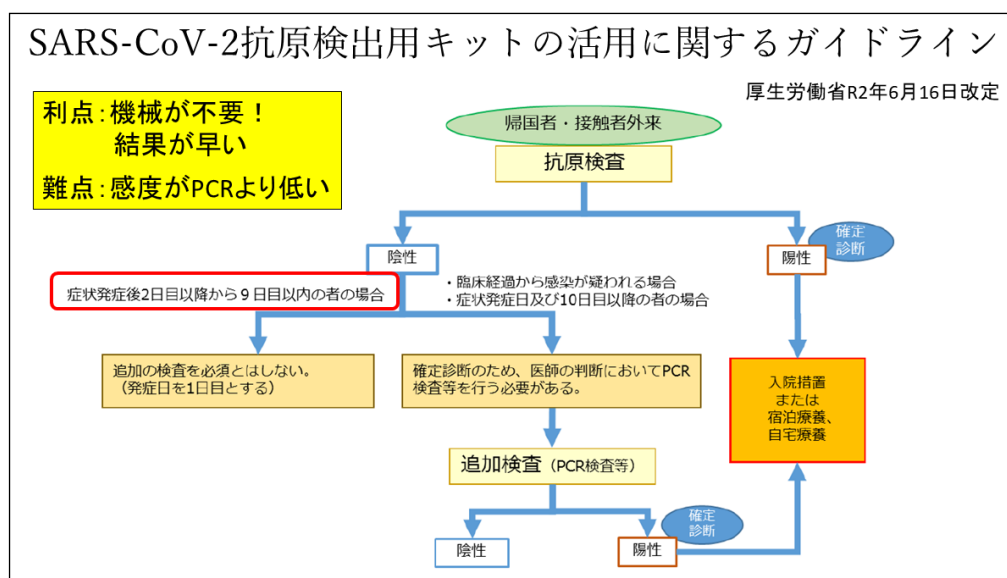 SARS-CoV-2抗原検出用キットの活用に関するガイドライン
厚生労働省R2年6月16日改定
利点：機械が不要！
結果が早い
難点：感度がPCRより低い
帰国者・接触者外来
抗原検査
確定
診断
陰性
陽性
症状発症後2日目以降から９日目以内の者の場合
・臨床経過から感染が疑われる場合
・症状発症日及び10日目以降の者の場合
追加の検査を必須とはしない。
（発症日を1日目とする）
確定診断のため、医師の判断においてPCR
検査等を行う必要がある。
入院措置
または
宿泊療養、
自宅療養
追加検査（PCR検査等）
確定
診断
陰性
陽性